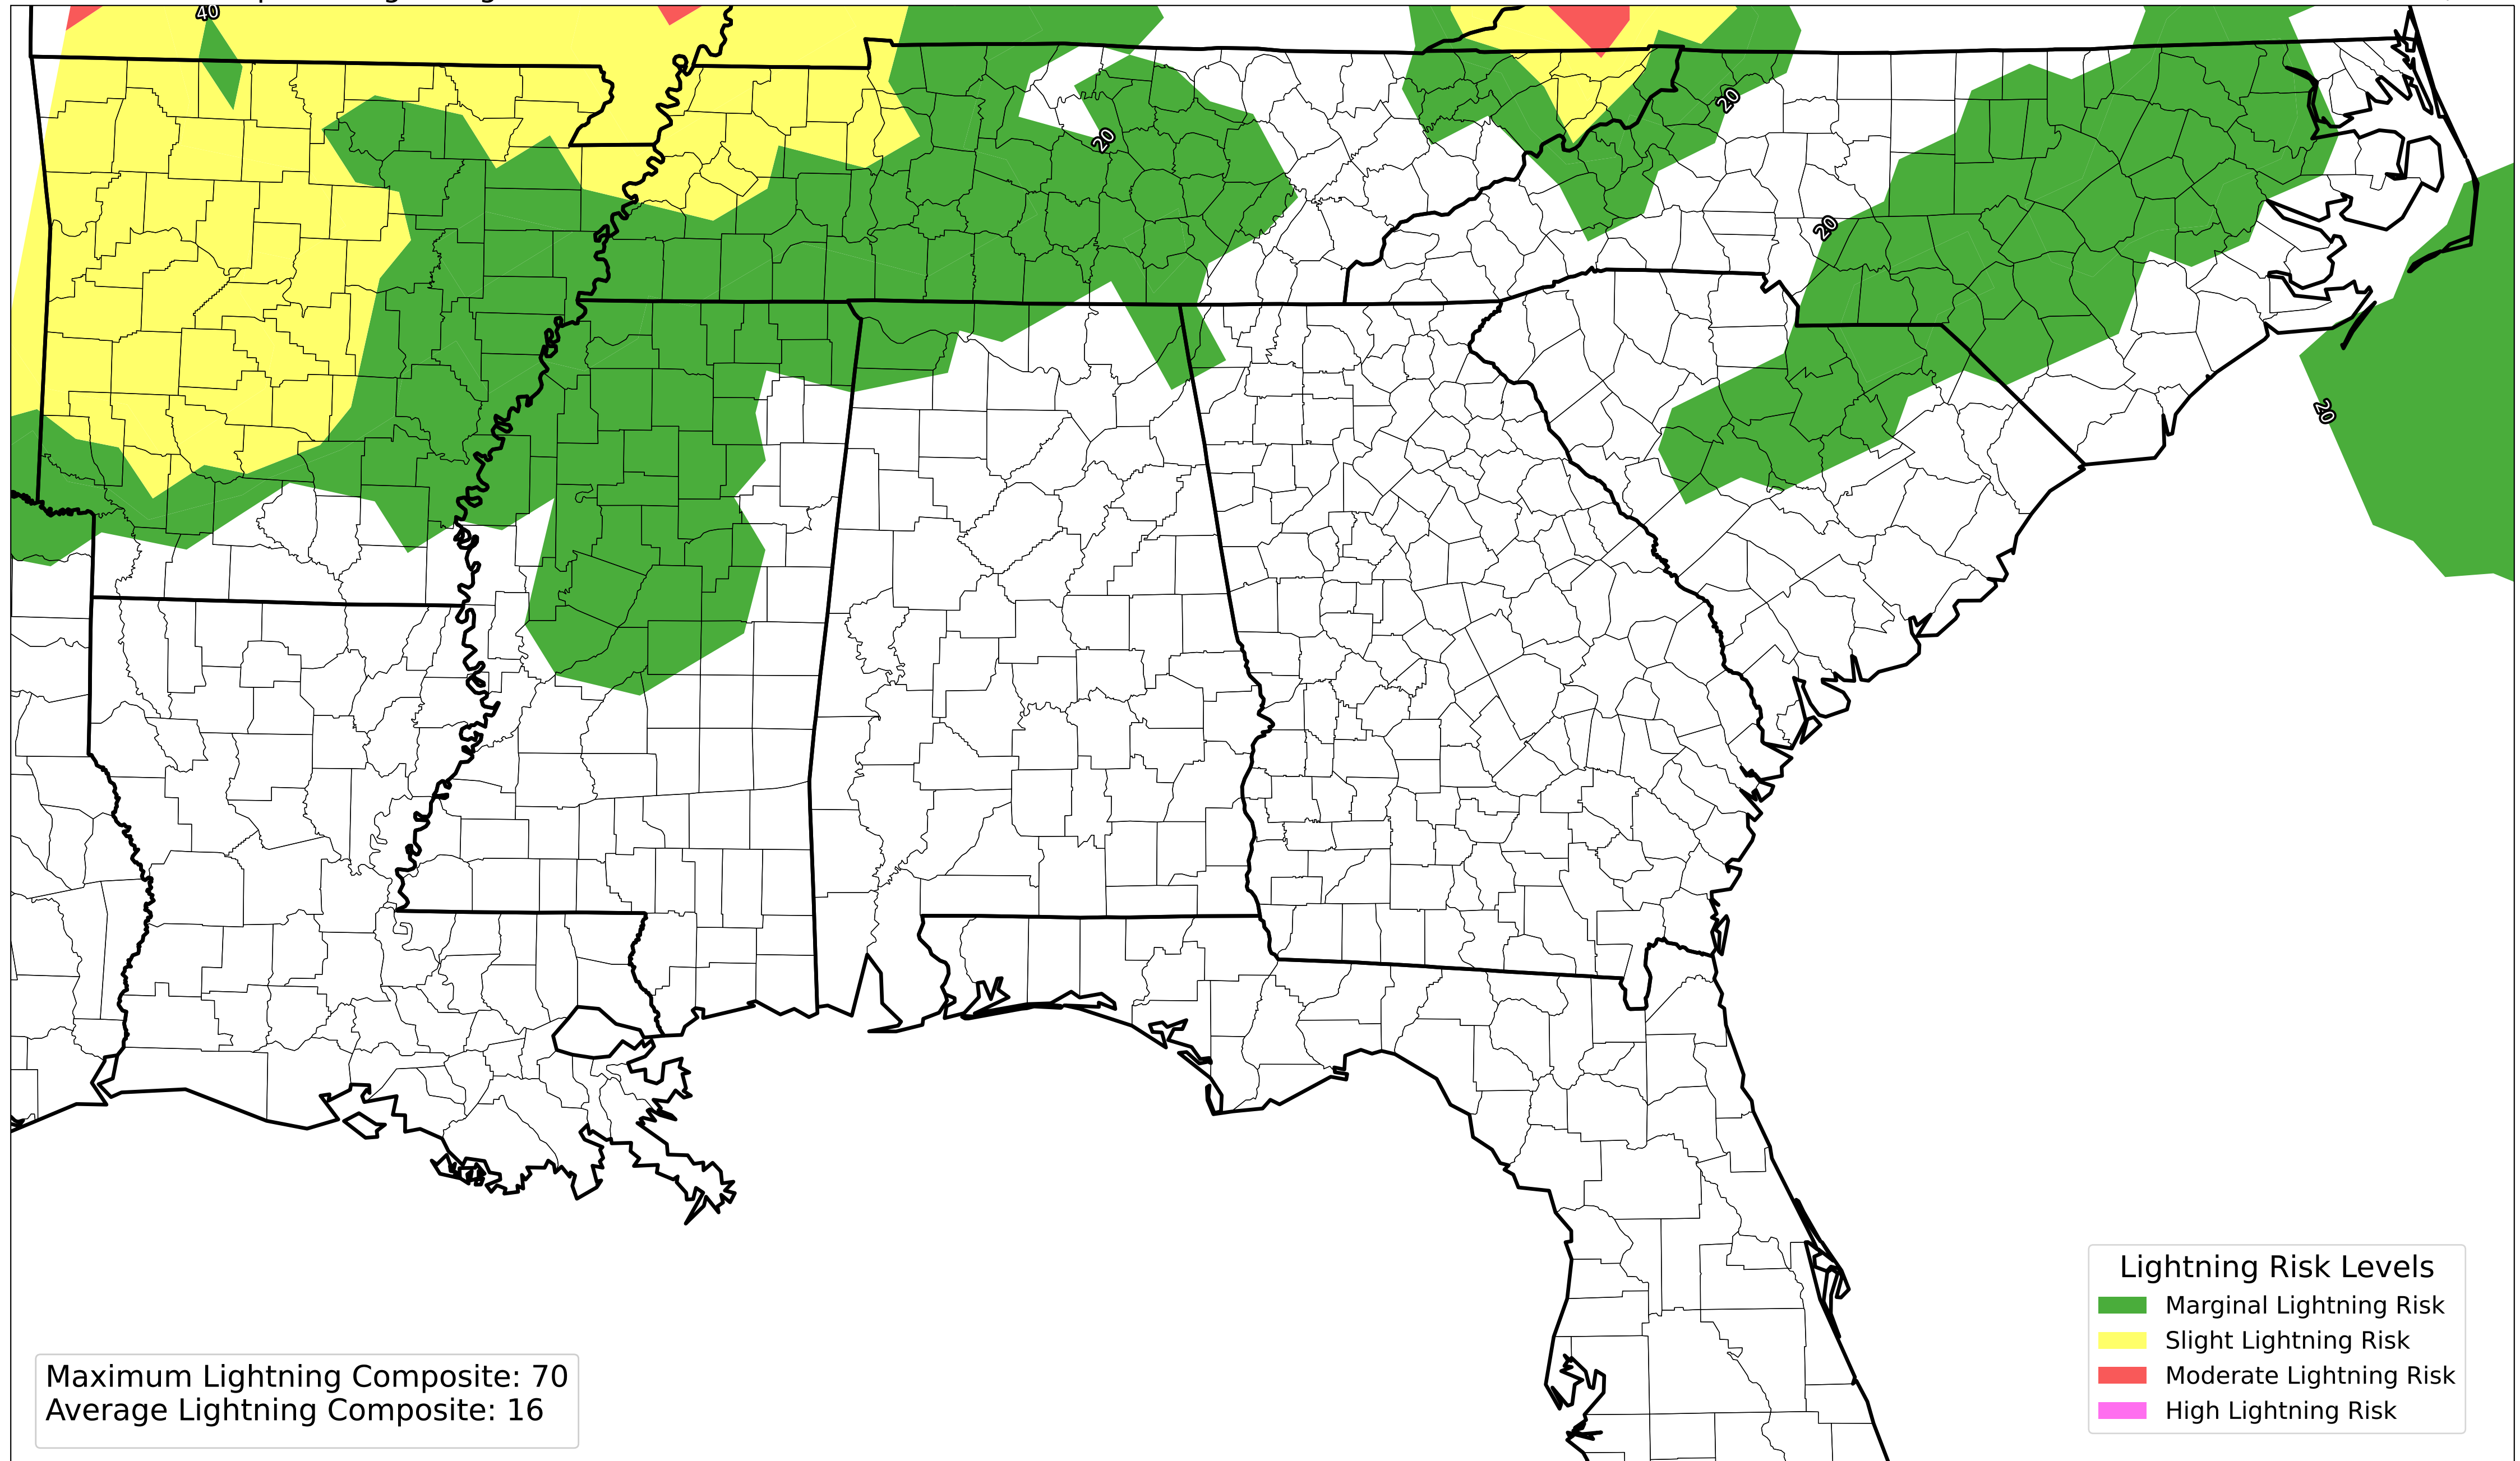 40
20
20
20
20
Lightning Risk Levels
Marginal Lightning Risk
Slight Lightning Risk
Moderate Lightning Risk
High Lightning Risk
Maximum Lightning Composite: 70
Average Lightning Composite: 16